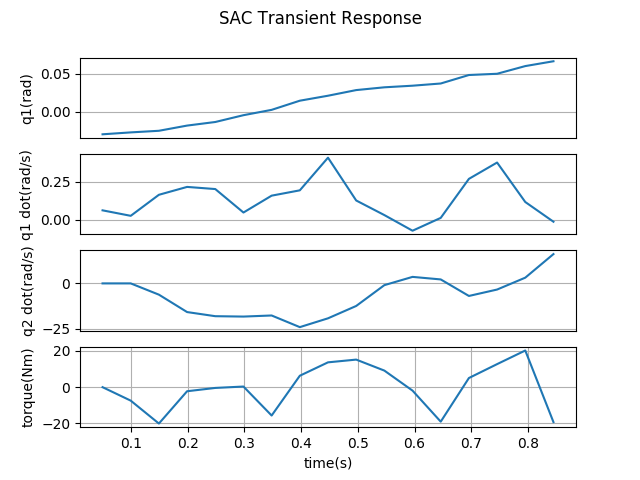 SAC Transient Response
q1(rad)
0.05
0.00
q1 dot(rad/s)
0.25
0.00
q2 dot(rad/s)
0
−25
torque(Nm)
20
0
−20
0.1 0.2 0.3 0.4 0.5 0.6 0.7 0.8
time(s)